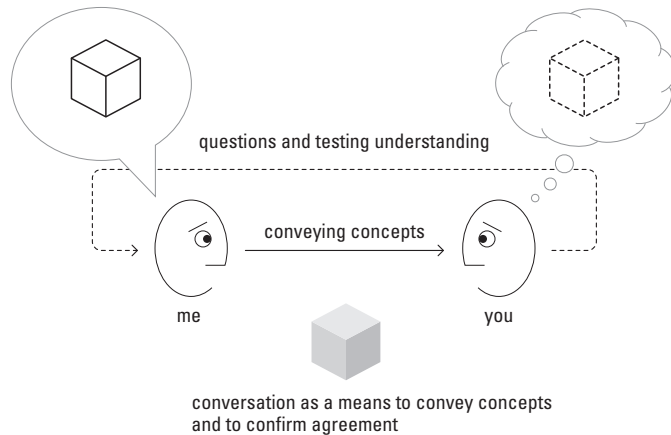 questions and testing understanding
conveying concepts
me
you
conversation as a means to convey concepts
and to confirm agreement